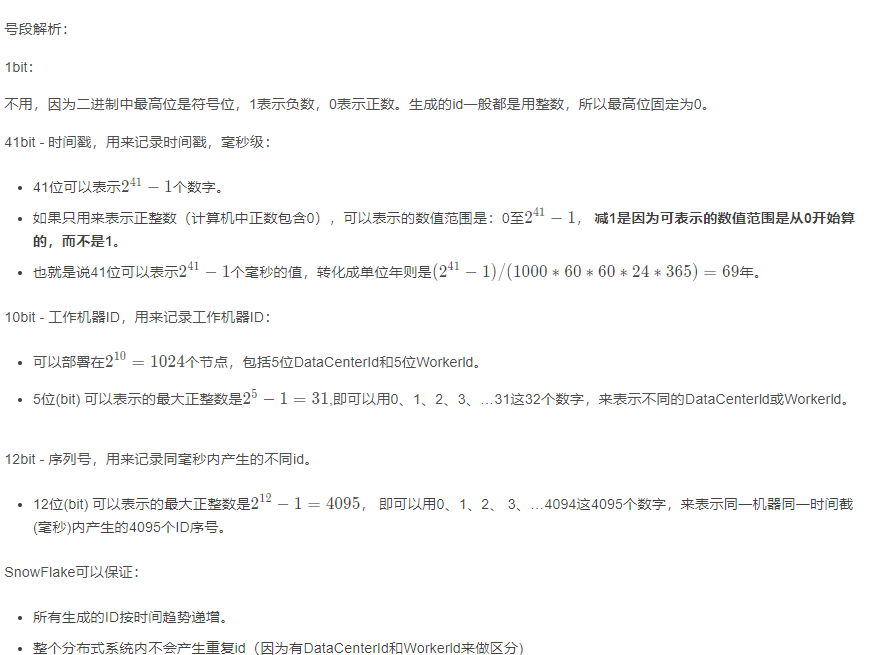 号段解析：
1bit：
不用，因为二进制中最高位是符号位，1表示负数，0表示正数。生成的id一般都是用整数，所以最高位固定为0。
41bit - 时间戳，用来记录时间戳，毫秒级：
• 41位可以表示2^41 − 1个数字。
• 如果只用来表示正整数（计算机中正数包含0），可以表示的数值范围是：0至2^41 − 1， 减1是因为可表示的数值范围是从0开始算
的，而不是1。
• 也就是说41位可以表示2^41 − 1个毫秒的值，转化成单位年则是(2^41 − 1)/(1000 ∗ 60 ∗ 60 ∗ 24 ∗ 365) = 69年。
10bit - 工作机器ID，用来记录工作机器ID：
• 可以部署在2^10 = 1024个节点，包括5位DataCenterId和5位WorkerId。
• 5位(bit) 可以表示的最大正整数是2^5 − 1 = 31,即可以用0、1、2、3、…31这32个数字，来表示不同的DataCenterId或WorkerId。
12bit - 序列号，用来记录同毫秒内产生的不同id。
• 12位(bit) 可以表示的最大正整数是2^12 − 1 = 4095， 即可以用0、1、2、 3、…4094这4095个数字，来表示同一机器同一时间截
(毫秒)内产生的4095个ID序号。
SnowFlake可以保证：
• 所有生成的ID按时间趋势递增。
• 整个分布式系统内不会产生重复id（因为有DataCenterId和WorkerId来做区分)